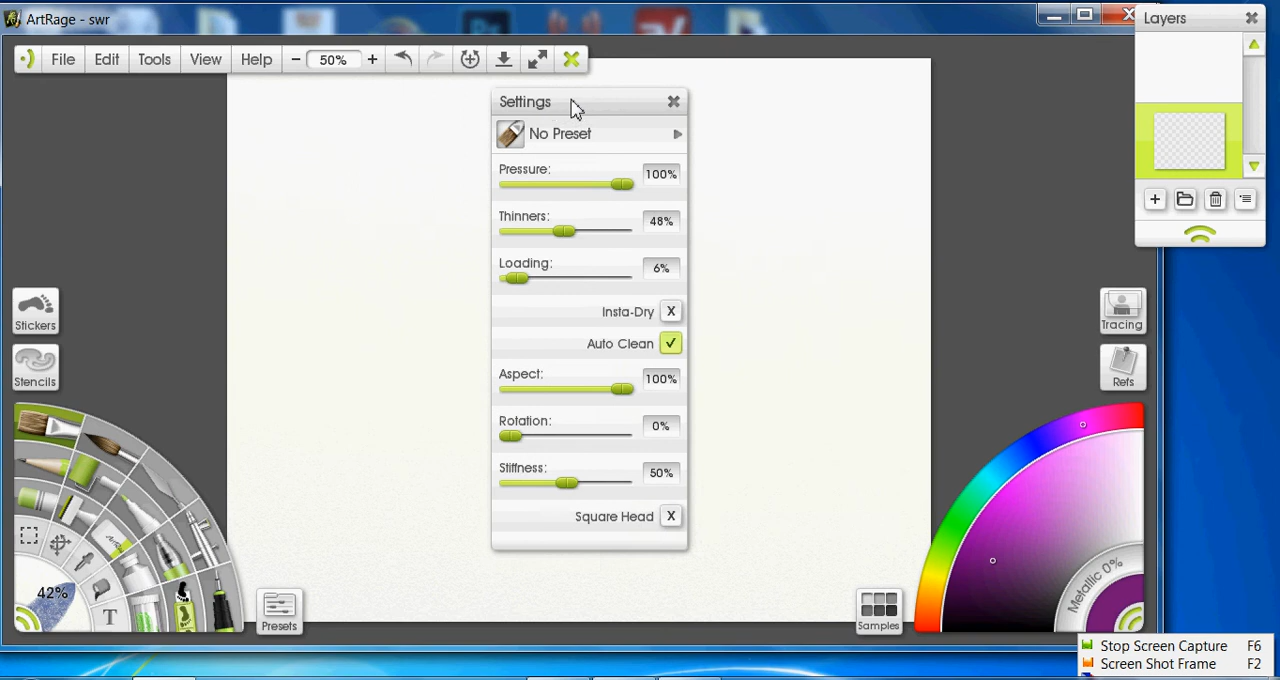 ArtRage - swr
Layers
File Edit Tools View Help 50%
Settings
No Preset
Pressure: 100%
Thinners: 48%
Loading: 6%
Insta-Dry X
Auto Clean
Aspect: 100%
Rotation: 0%
Stiffness: 50%
Square Head X
Stickers
Stencils
Tracing
Refs
42%
T
Presets
Samples
Metallic 0%
Stop Screen Capture F6
Screen Shot Frame F2